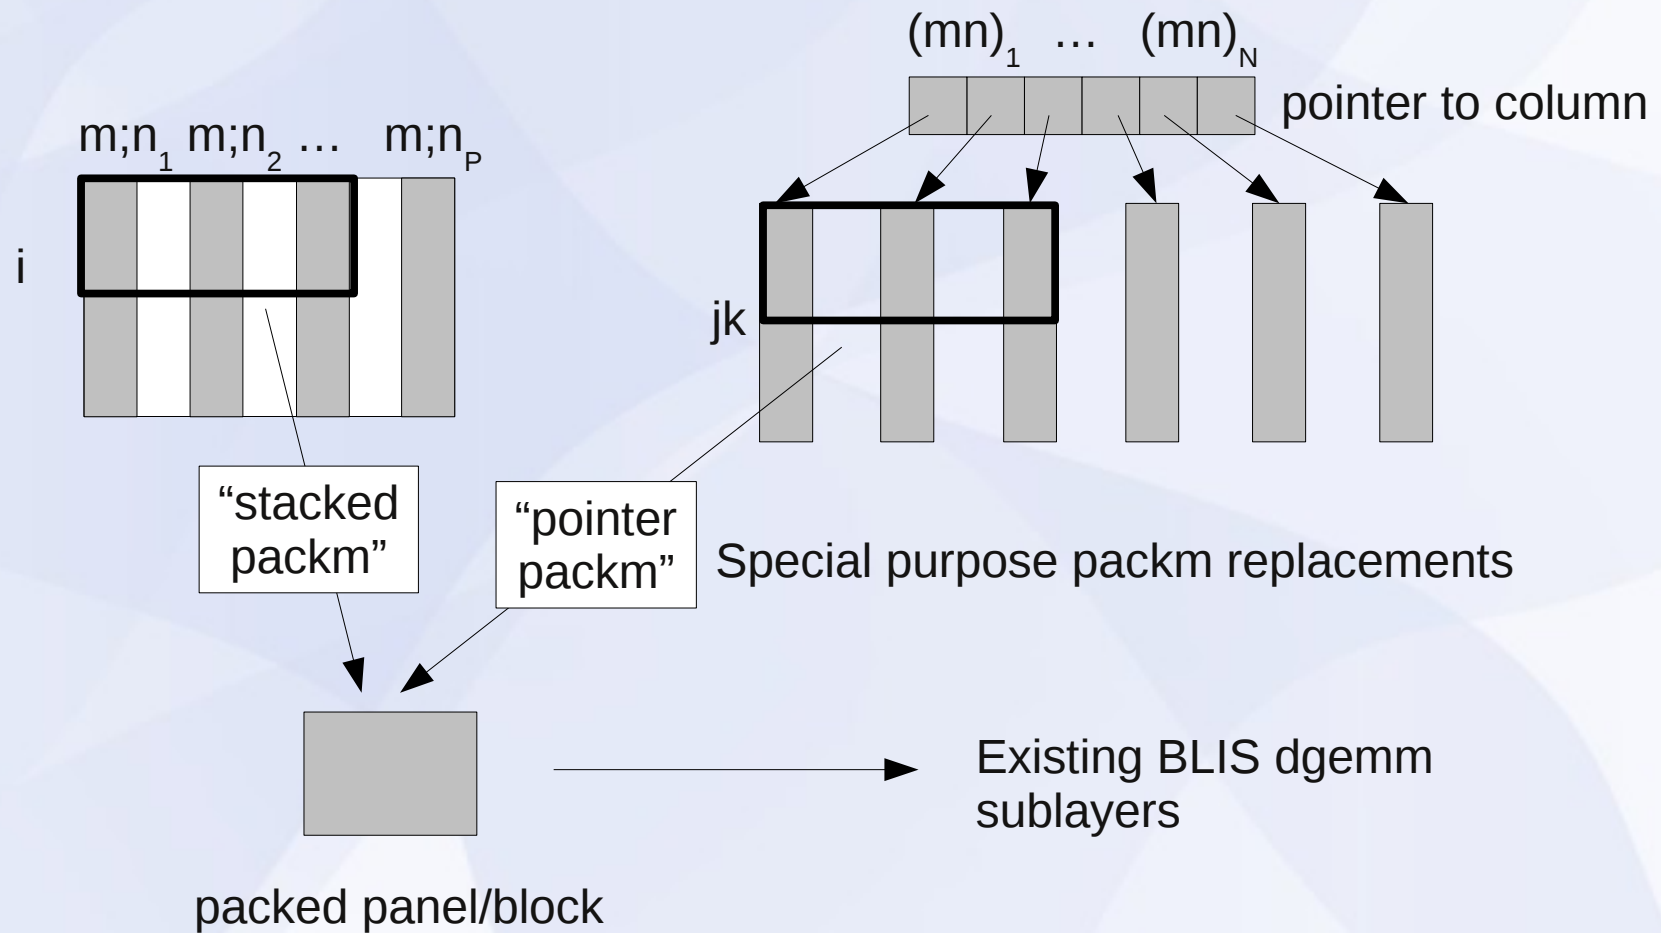 (mn)1 … (mn)N
pointer to column
m;n1 m;n2 … m;nP
i
jk
“stacked
packm”
“pointer
packm”
Special purpose packm replacements
Existing BLIS dgemm
sublayers
packed panel/block